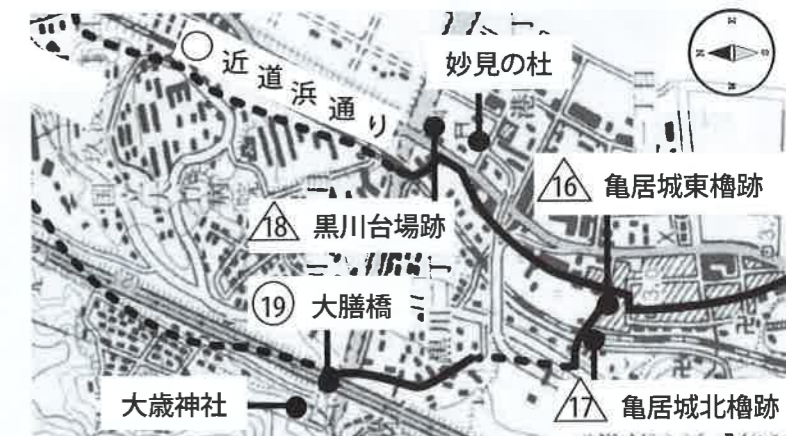 近道浜通り
妙見の杜
16 亀居城東櫓跡
18 黒川台場跡
19 大膳橋
大歳神社
17 亀居城北櫓跡